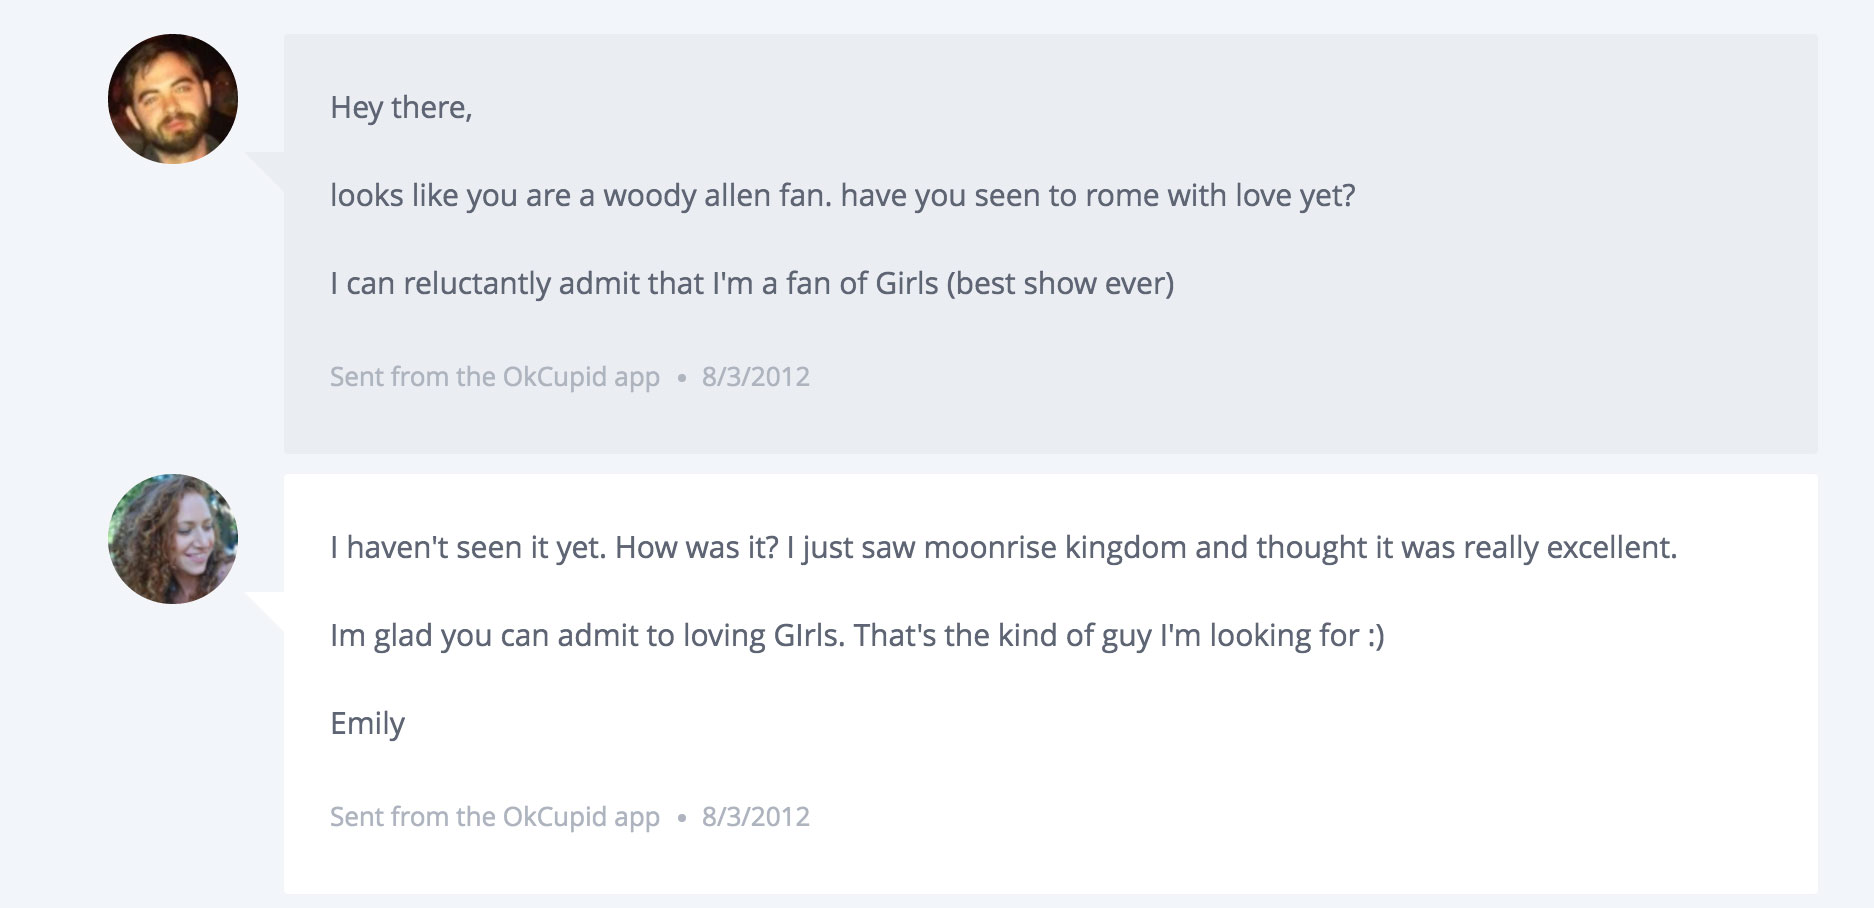 Hey there,
looks like you are a woody allen fan. have you seen to rome with love yet?
I can reluctantly admit that I'm a fan of Girls (best show ever)
Sent from the OkCupid app • 8/3/2012
I haven't seen it yet. How was it? I just saw moonrise kingdom and thought it was really excellent.
Im glad you can admit to loving GIrls. That's the kind of guy I'm looking for :)
Emily
Sent from the OkCupid app • 8/3/2012